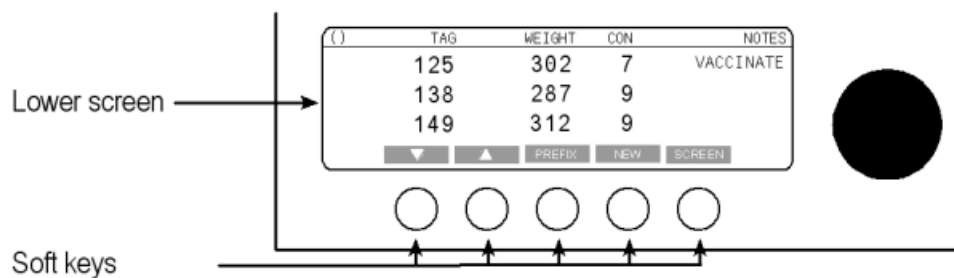 () TAG WEIGHT CON NOTES
125 302 7 VACCINATE
Lower screen
138 287 9
149 312 9
PREFIX NEW SCREEN
Soft keys